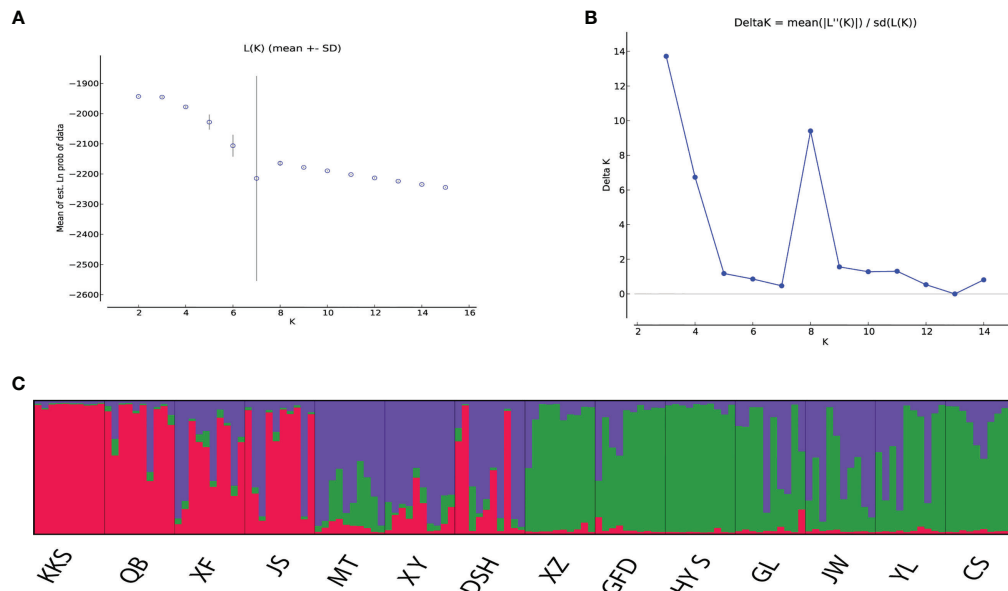 A
L(K) (mean +- SD)
Mean of est. Ln prob of data
−1900
−2000
−2100
−2200
−2300
−2400
−2500
−2600
2 4 6 8 10 12 14 16
K
B
DeltaK = mean(|L''(K)|) / sd(L(K))
Delta K
14
12
10
8
6
4
2
0
2 4 6 8 10 12 14
K
C
KKS QB XF JS MT X Y DSH XZ GFD HY S GL JW YL CS